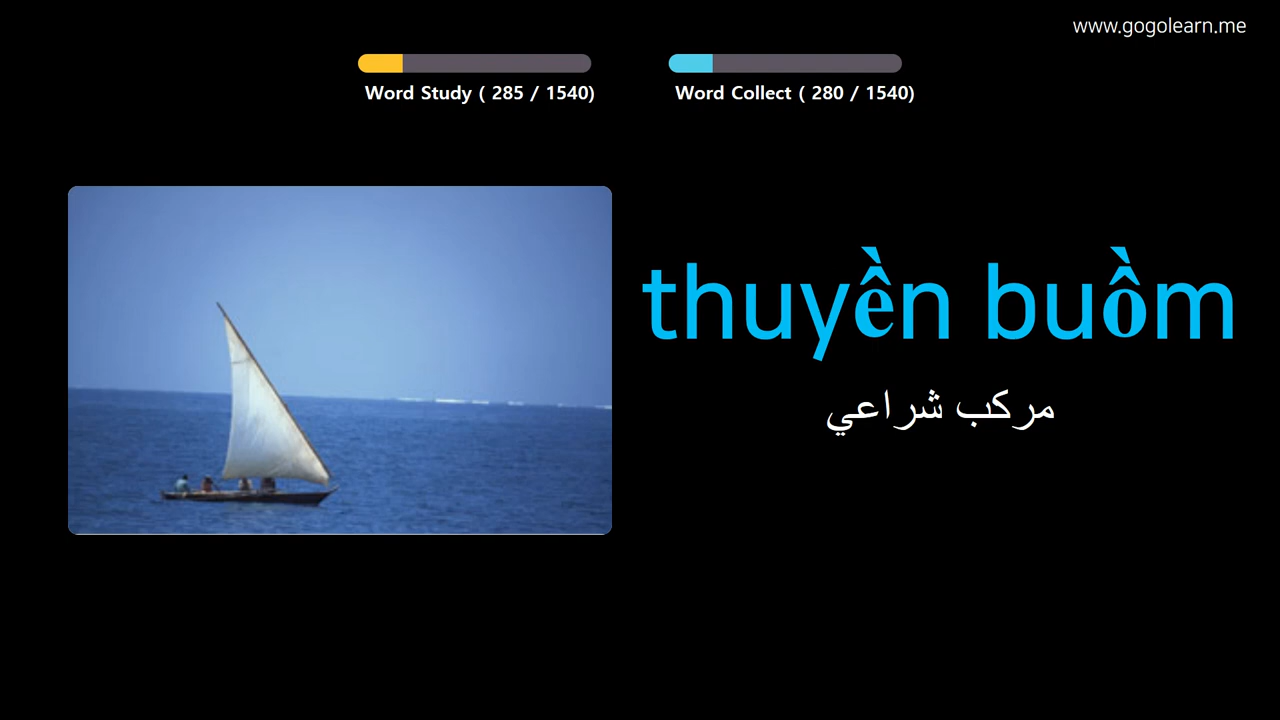 www.gogolearn.me
Word Study ( 285 / 1540)
Word Collect ( 280 / 1540)
thuyền buồm
مركب شراعي